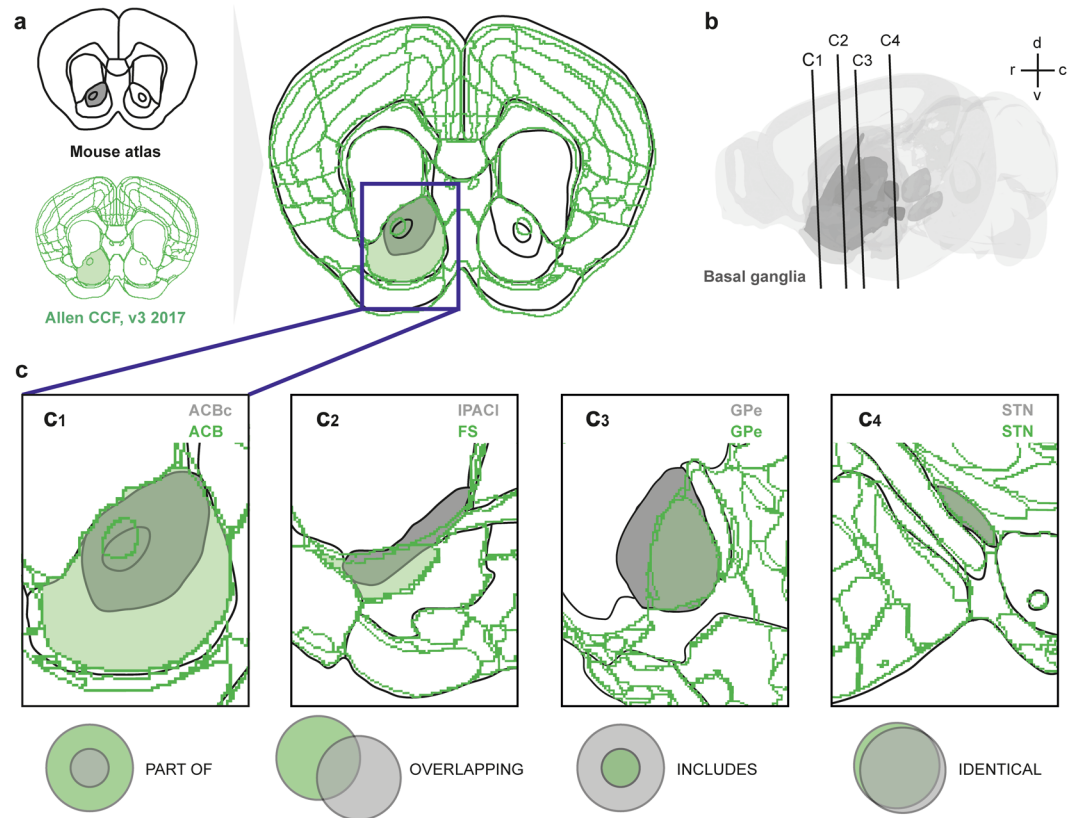 a
Mouse atlas
Allen CCF, v3 2017
b
C1
C2
C3
C4
d
r
c
v
Basal ganglia
c
C1
ACBc
ACB
C2
IPACl
FS
C3
GPe
GPe
C4
STN
STN
PART OF
OVERLAPPING
INCLUDES
IDENTICAL